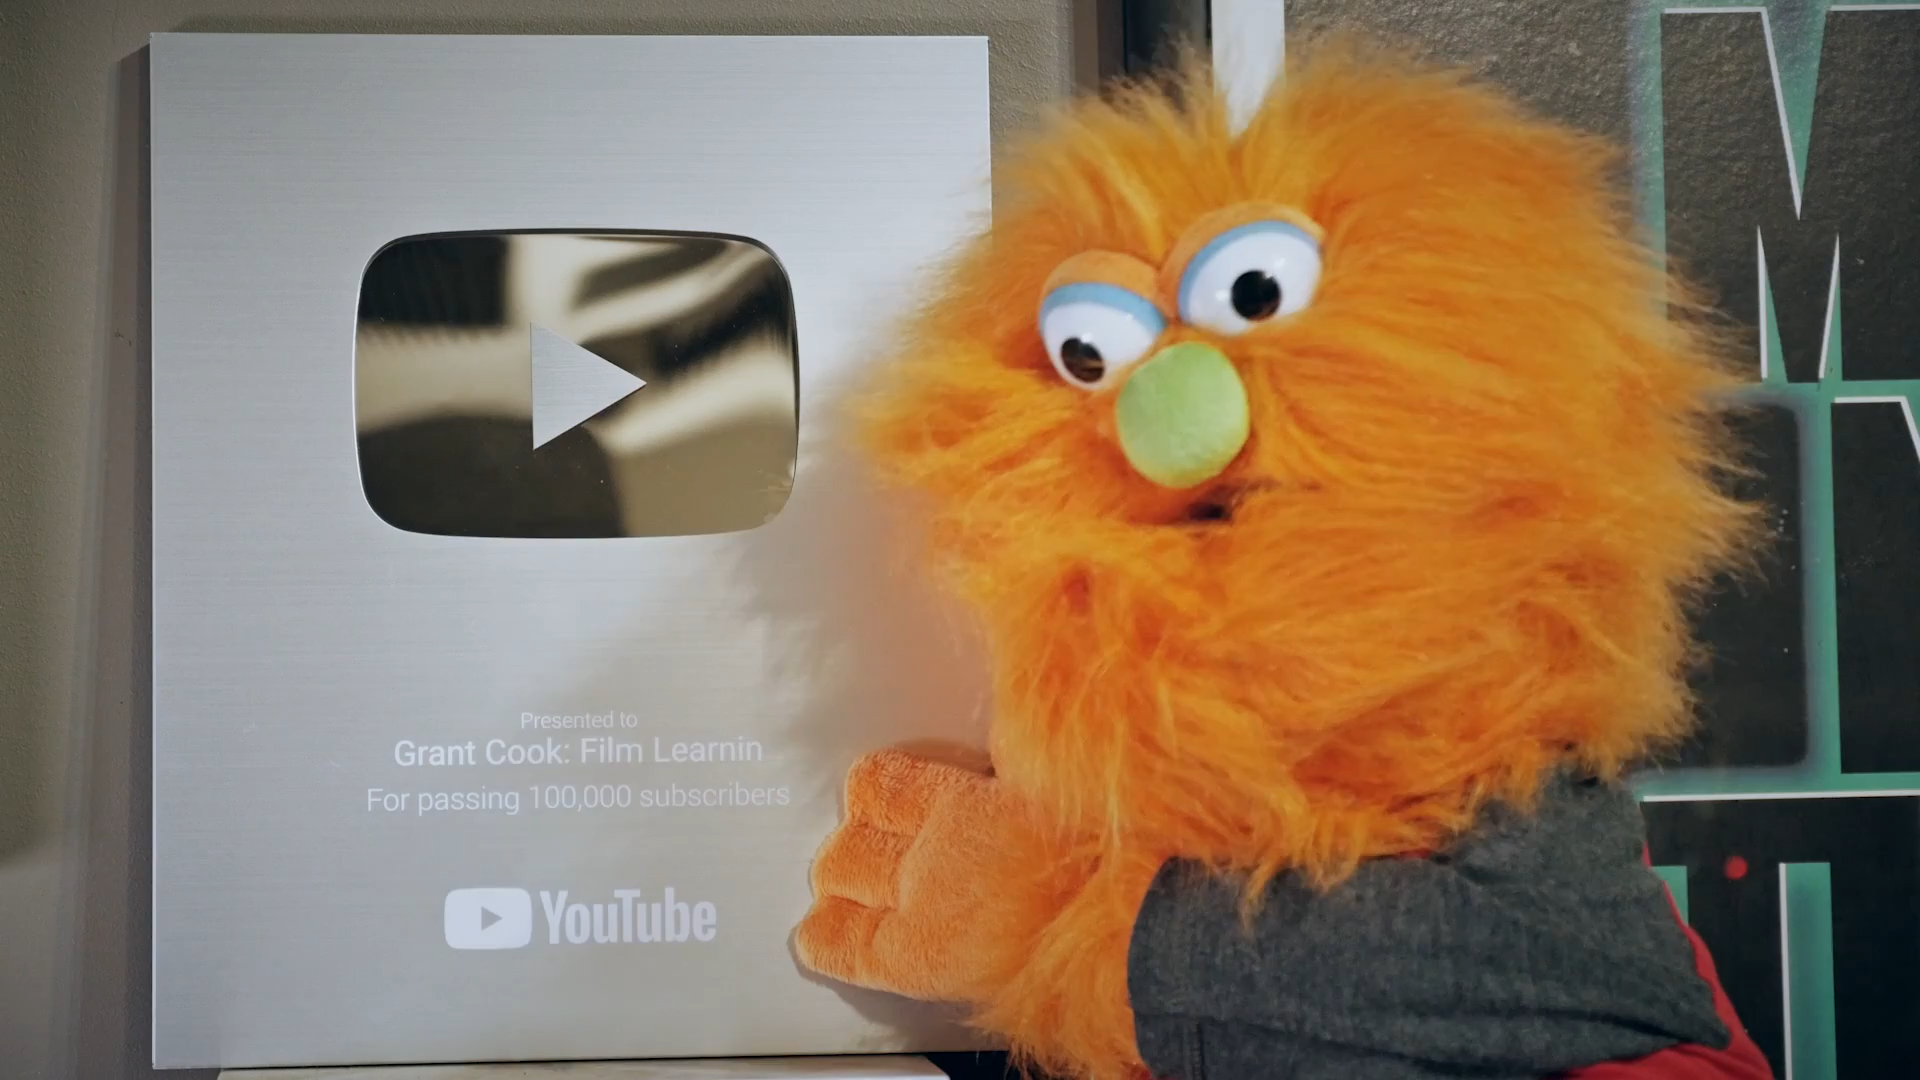 Presented to
Grant Cook: Film Learnin
For passing 100,000 subscribers
YouTube